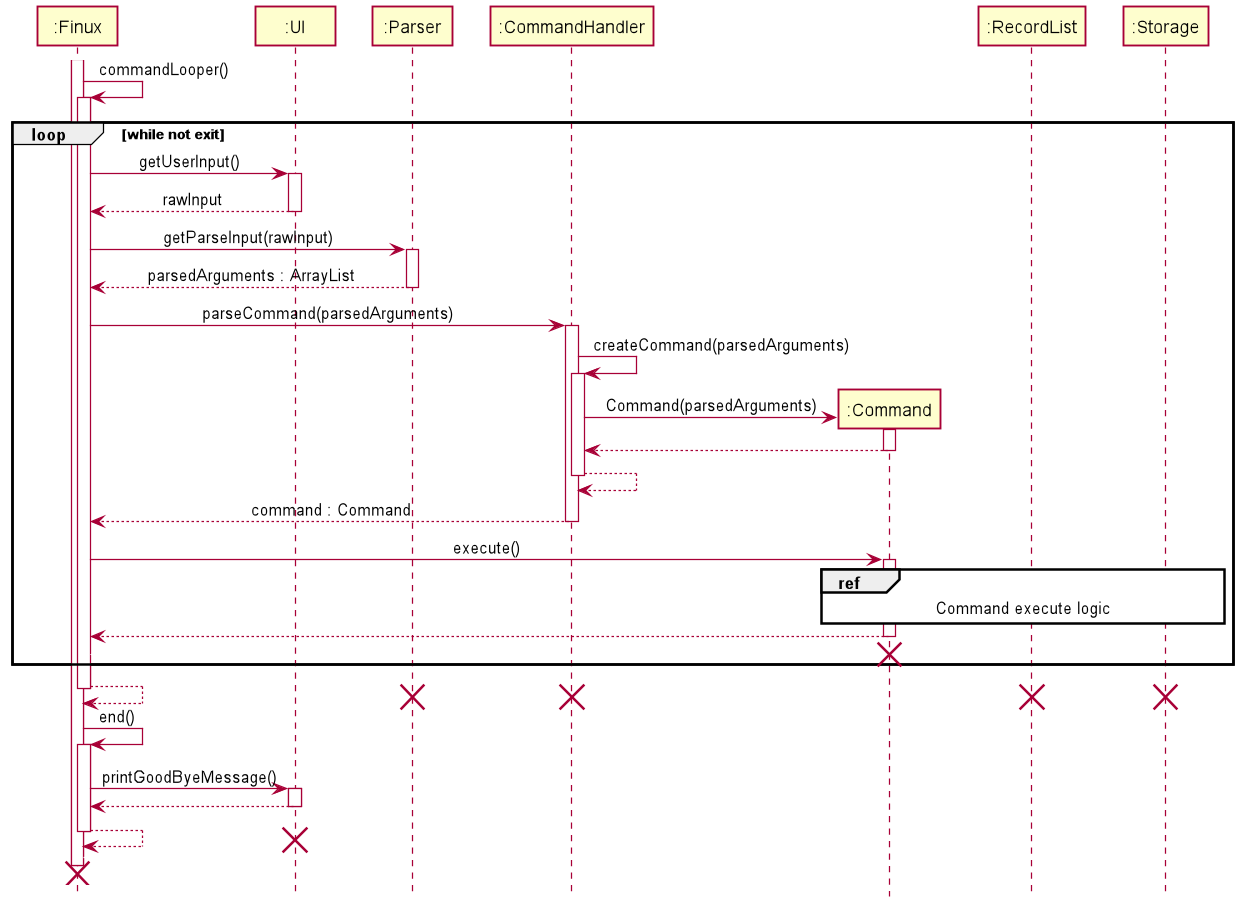 :Finux
:UI
:Parser
:CommandHandler
:RecordList
:Storage
commandLooper()
loop
[while not exit]
getUserInput()
rawInput
getParseInput(rawInput)
parsedArguments : ArrayList
parseCommand(parsedArguments)
createCommand(parsedArguments)
Command(parsedArguments)
:Command
command : Command
execute()
ref
Command execute logic
end()
printGoodByeMessage()